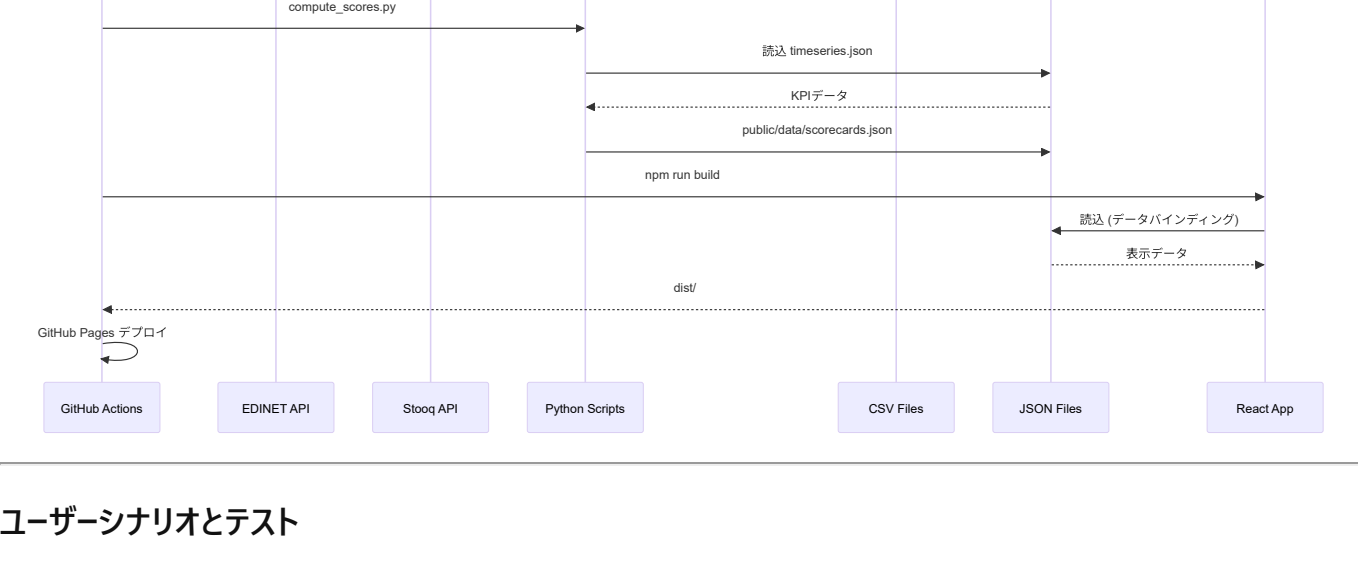 compute_scores.py
読込 timeseries.json
KPIデータ
public/data/scorecards.json
npm run build
読込 (データバインディング)
表示データ
dist/
GitHub Pages デプロイ
GitHub Actions
EDINET API
Stooq API
Python Scripts
CSV Files
JSON Files
React App
ユーザーシナリオとテスト